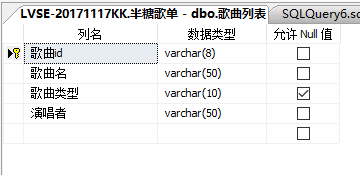 LVSE-20171117KK.半糖歌单 - dbo.歌曲列表 SQLQuery6.s
列名 数据类型 允许 Null 值
歌曲id varchar(8)
歌曲名 varchar(50)
歌曲类型 varchar(10)
演唱者 varchar(50)